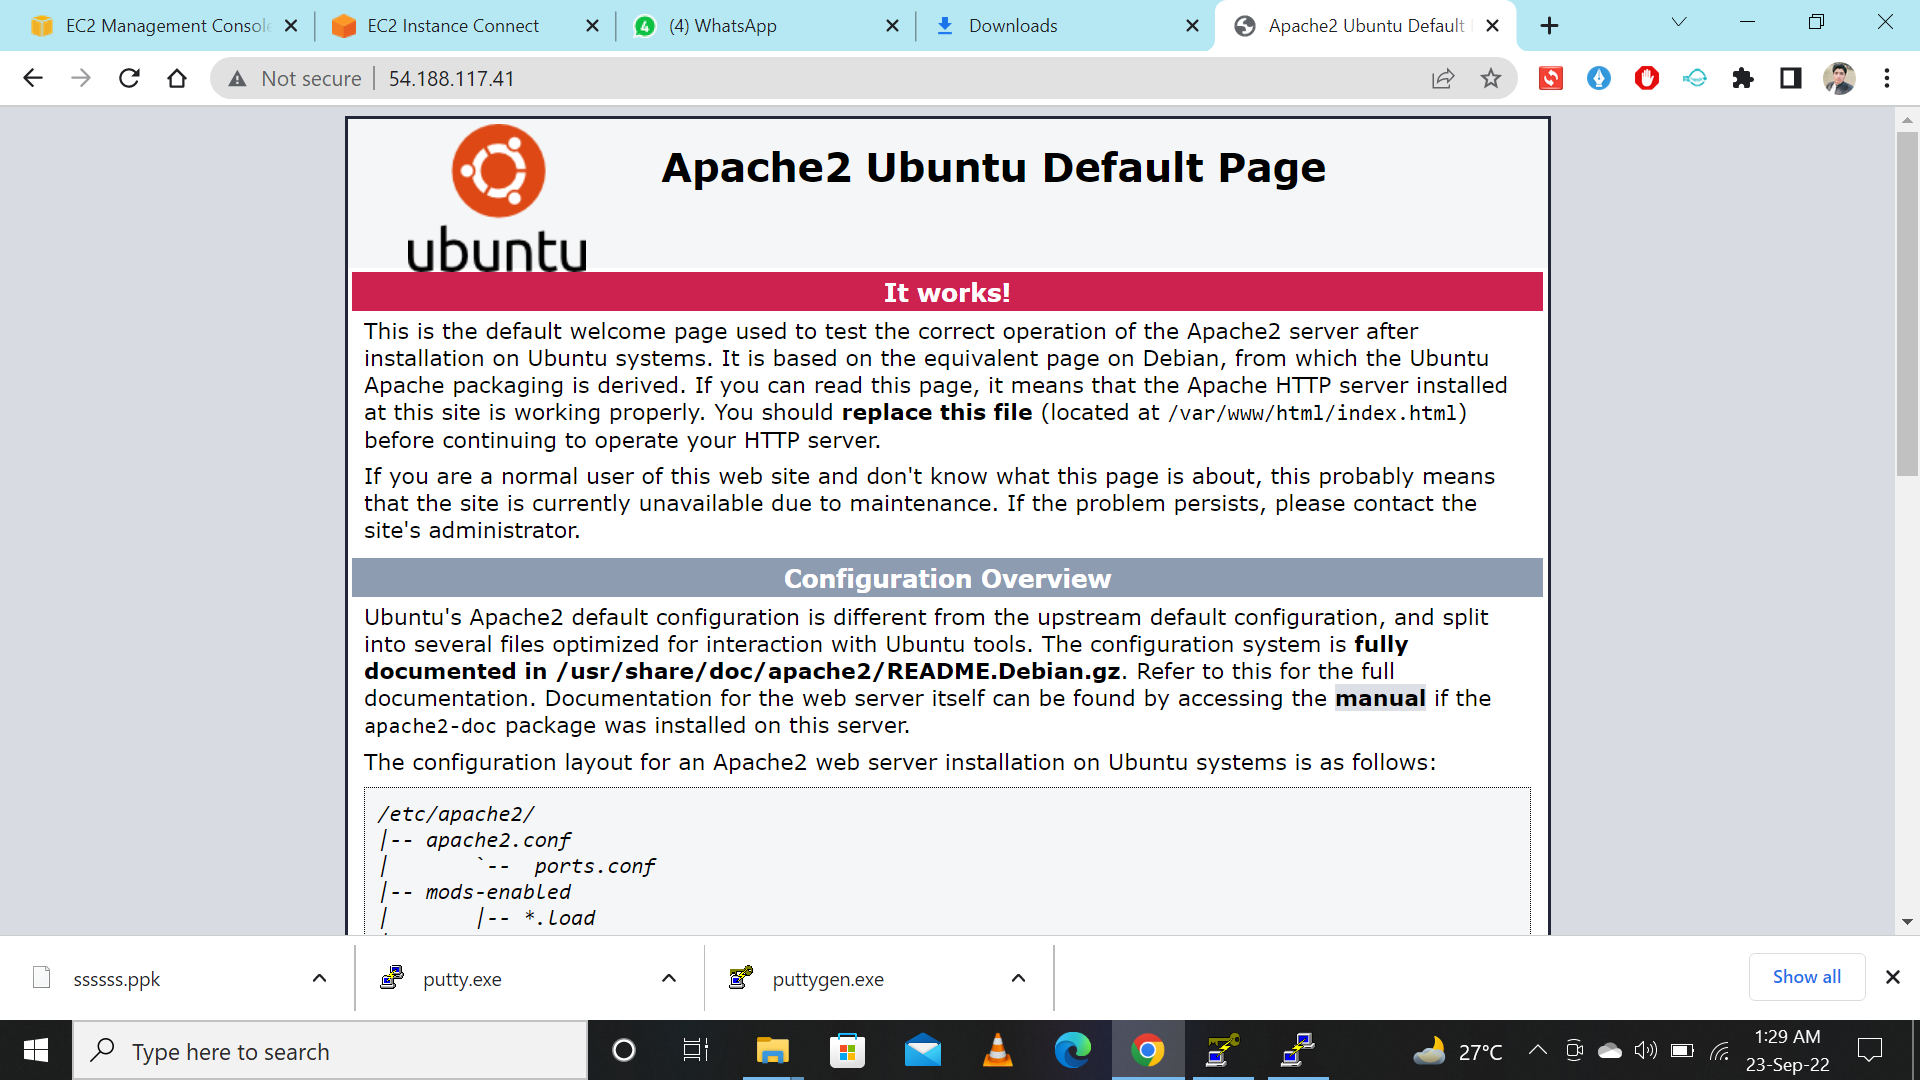 EC2 Management Console
EC2 Instance Connect
4
(4) WhatsApp
Downloads
Apache2 Ubuntu Default
Not secure
54.188.117.41
ubuntu
Apache2 Ubuntu Default Page
It works!
This is the default welcome page used to test the correct operation of the Apache2 server after
installation on Ubuntu systems. It is based on the equivalent page on Debian, from which the Ubuntu
Apache packaging is derived. If you can read this page, it means that the Apache HTTP server installed
at this site is working properly. You should replace this file (located at /var/www/html/index.html)
before continuing to operate your HTTP server.
If you are a normal user of this web site and don't know what this page is about, this probably means
that the site is currently unavailable due to maintenance. If the problem persists, please contact the
site's administrator.
Configuration Overview
Ubuntu's Apache2 default configuration is different from the upstream default configuration, and split
into several files optimized for interaction with Ubuntu tools. The configuration system is fully
documented in /usr/share/doc/apache2/README.Debian.gz. Refer to this for the full
documentation. Documentation for the web server itself can be found by accessing the manual if the
apache2-doc package was installed on this server.
The configuration layout for an Apache2 web server installation on Ubuntu systems is as follows:
/etc/apache2/
|-- apache2.conf
|       `--  ports.conf
|-- mods-enabled
|       |-- *.load
ssssss.ppk
putty.exe
puttygen.exe
Show all
Type here to search
27°C
1:29 AM
23-Sep-22